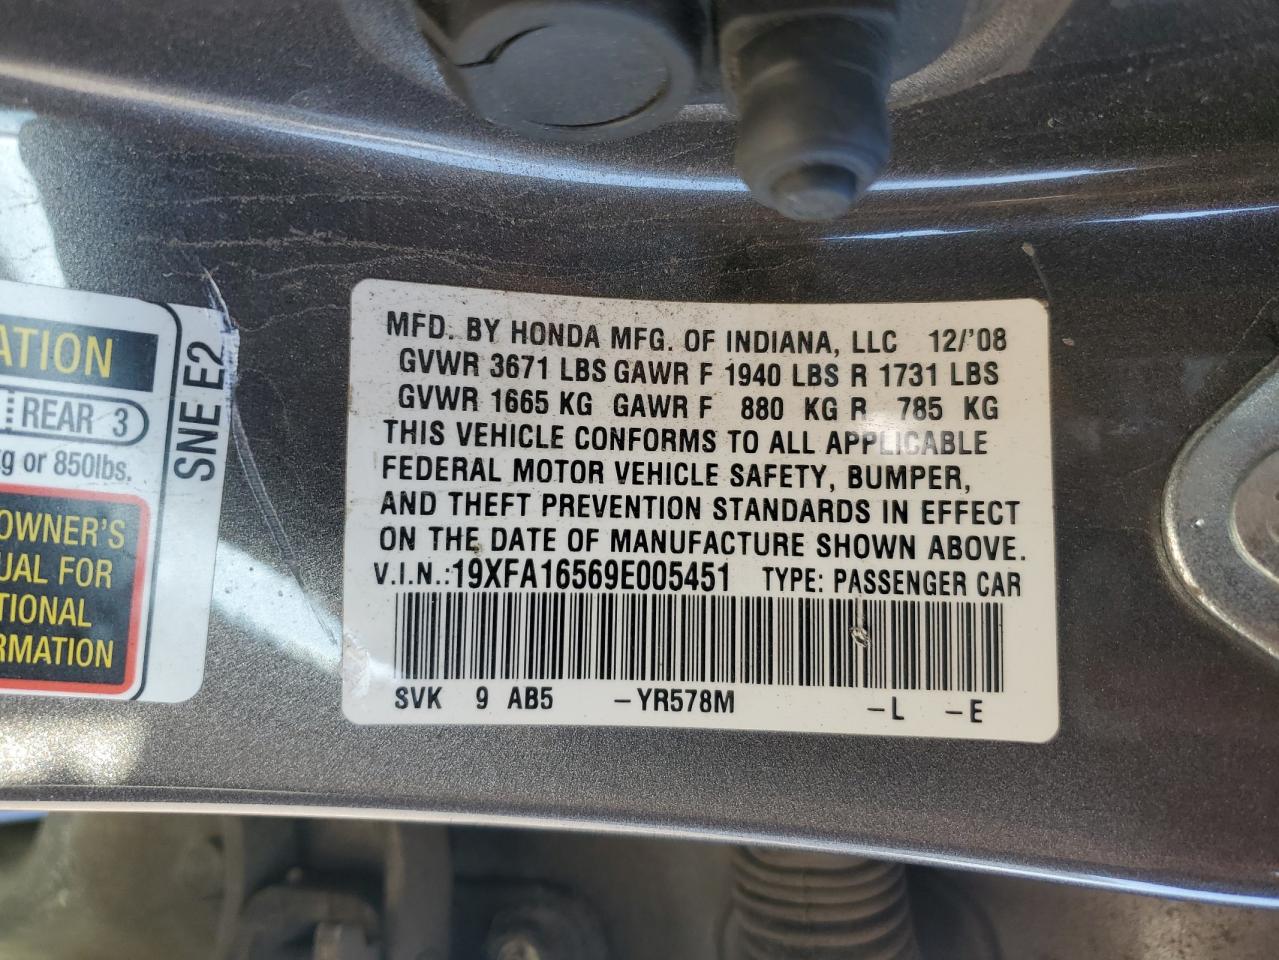 ATION
REAR 3
kg or 850lbs.
OWNER'S
UAL FOR
TIONAL
RMATION
SNE E2
MFD. BY HONDA MFG. OF INDIANA, LLC 12/'08
GVWR 3671 LBS GAWR F 1940 LBS R 1731 LBS
GVWR 1665 KG GAWR F 880 KG R 785 KG
THIS VEHICLE CONFORMS TO ALL APPLICABLE
FEDERAL MOTOR VEHICLE SAFETY, BUMPER,
AND THEFT PREVENTION STANDARDS IN EFFECT
ON THE DATE OF MANUFACTURE SHOWN ABOVE.
V.I.N.:19XFA16569E005451 TYPE: PASSENGER CAR
SVK 9 AB5 –YR578M –L –E